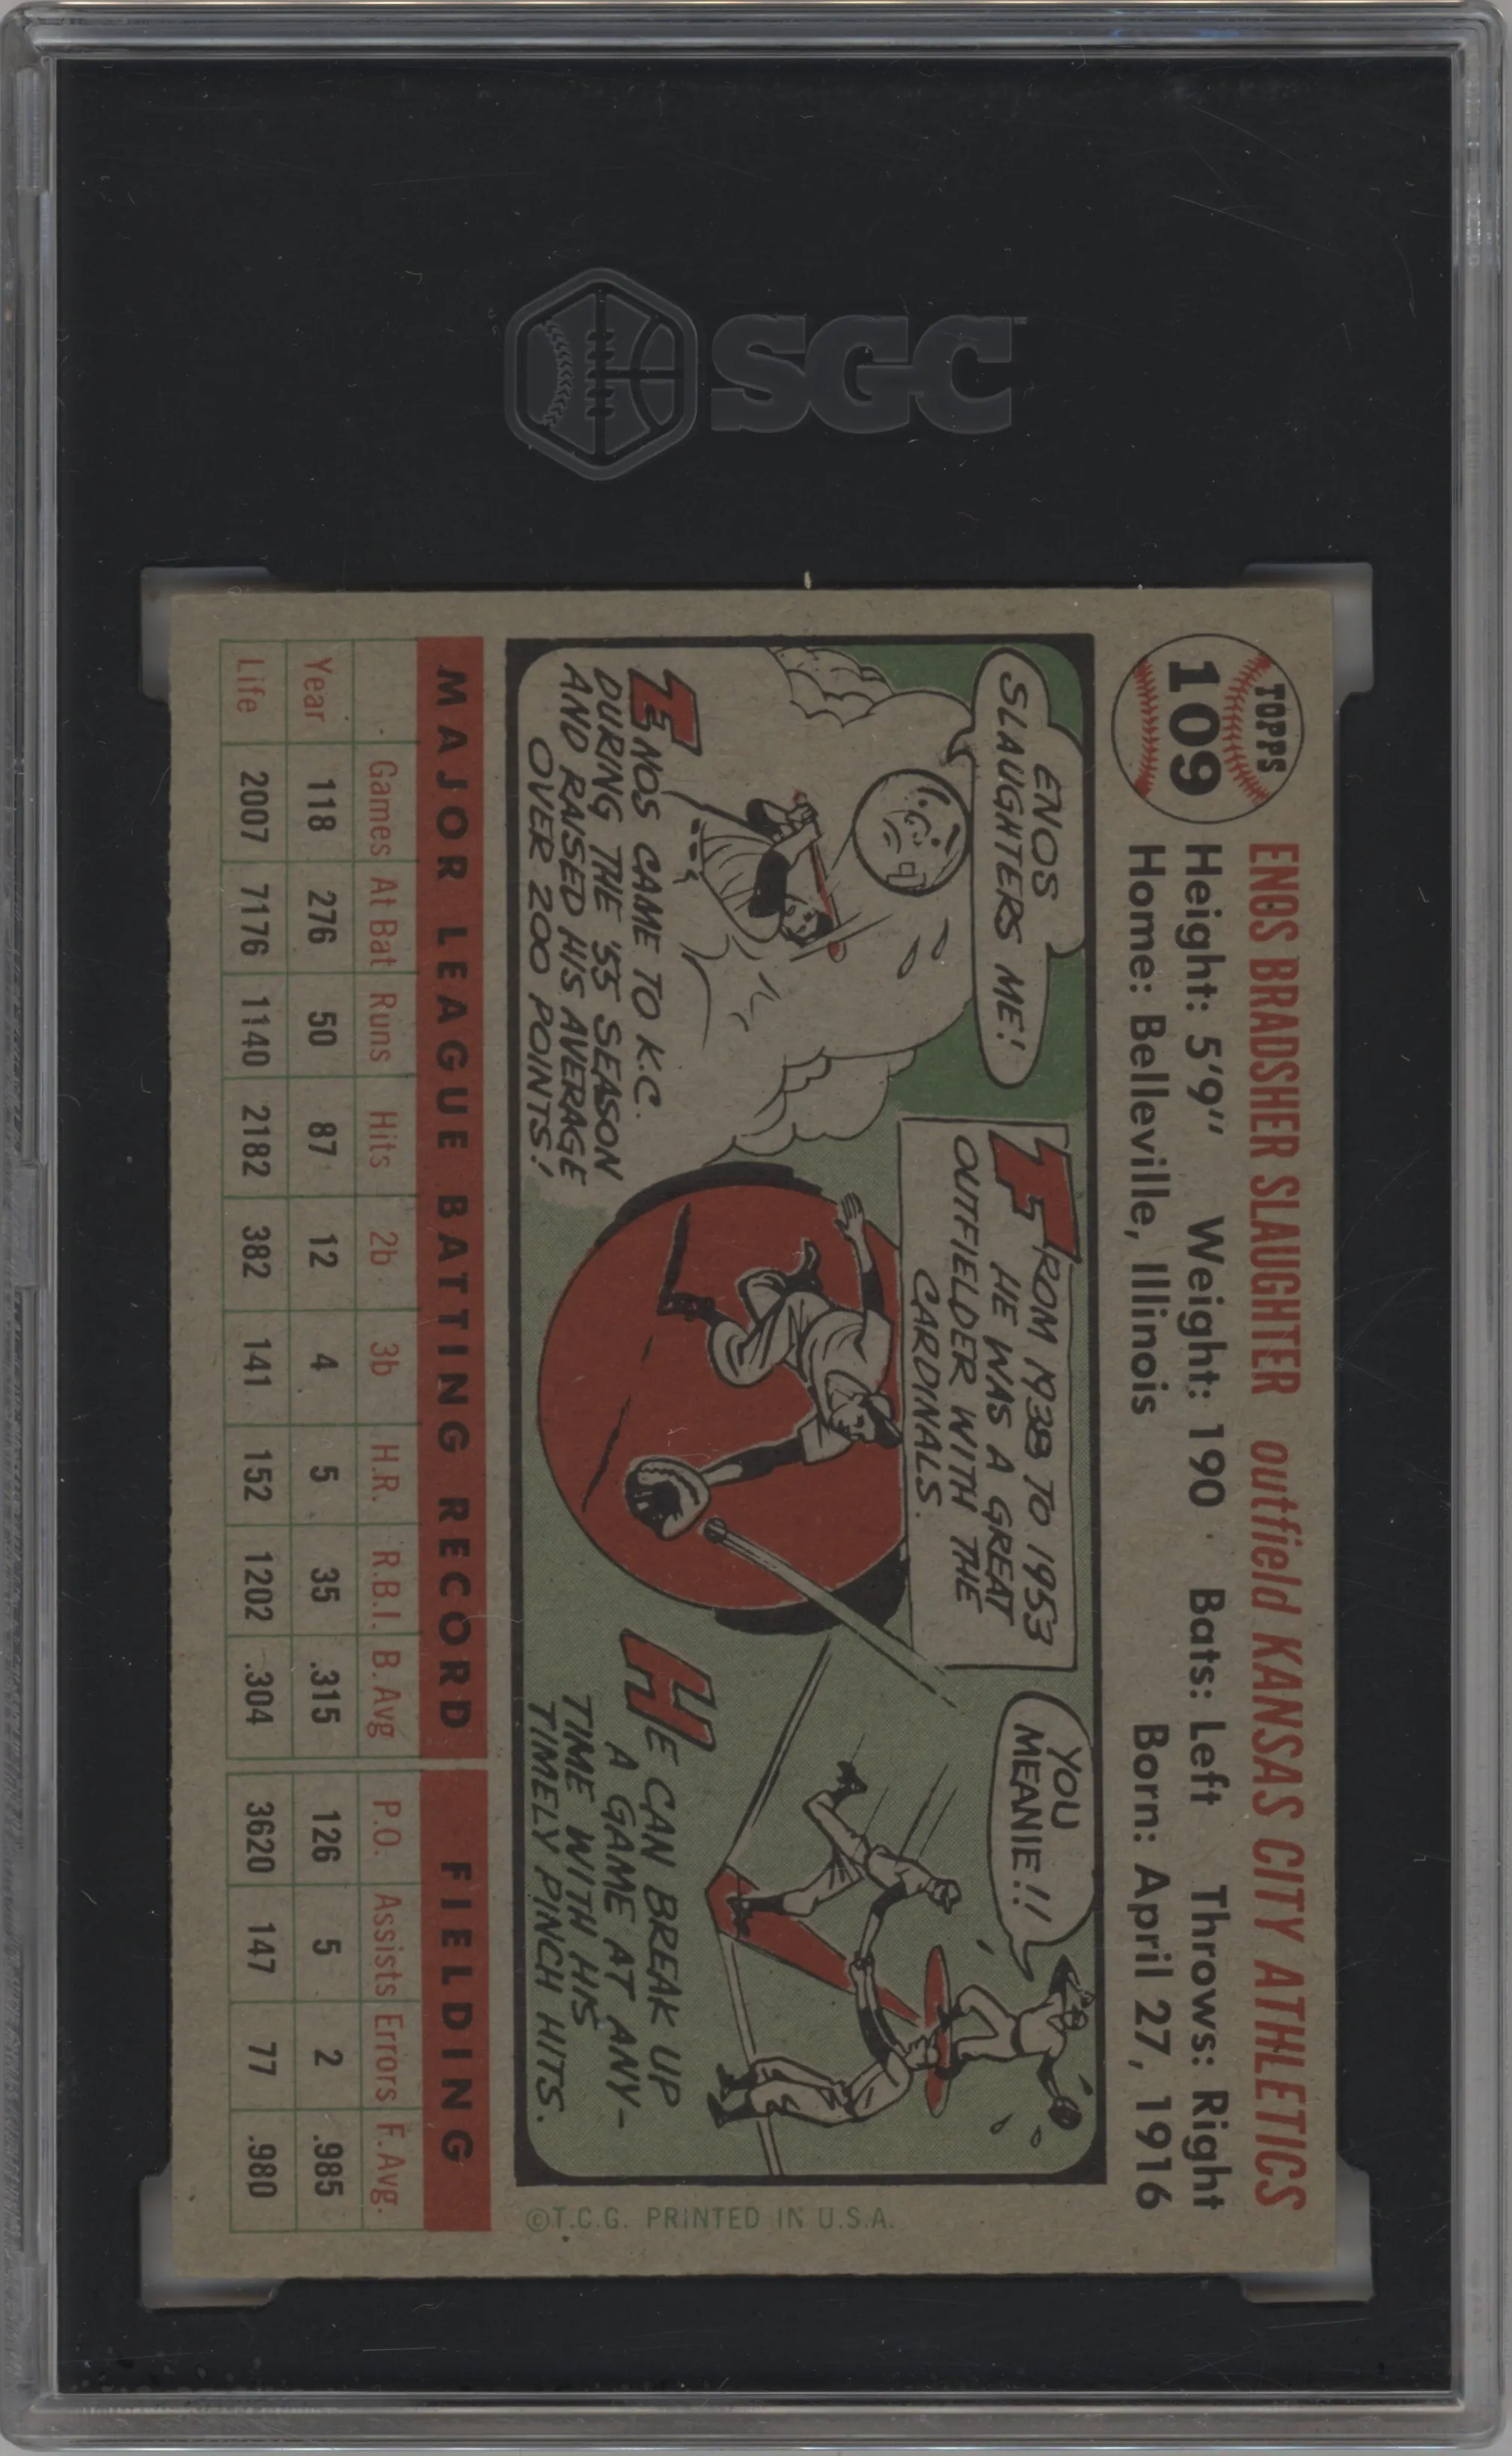 SGC
TOPPS
109
ENOS BRADSHER SLAUGHTER outfield KANSAS CITY ATHLETICS
Height: 5'9" Weight: 190 Bats: Left Throws: Right
Home: Belleville, Illinois Born: April 27, 1916
ENOS
SLAUGHTERS ME!
ENOS CAME TO K.C.
DURING THE '55 SEASON
AND RAISED HIS AVERAGE
OVER 200 POINTS!
FROM 1938 TO 1953
HE WAS A GREAT
OUTFIELDER WITH THE
CARDINALS.
YOU
MEANIE!!
HE CAN BREAK UP
A GAME AT ANY-
TIME WITH HIS
TIMELY PINCH HITS.
MAJOR LEAGUE BATTING RECORD FIELDING
Games At Bat Runs Hits 2b 3b H.R. R.B.I. B. Avg P.O. Assists Errors F. Avg.
Year 118 276 50 87 12 4 5 35 .315 126 5 2 .985
Life 2007 7176 1140 2182 382 141 152 1202 .304 3620 147 77 .980
©T.C.G. PRINTED IN U.S.A.